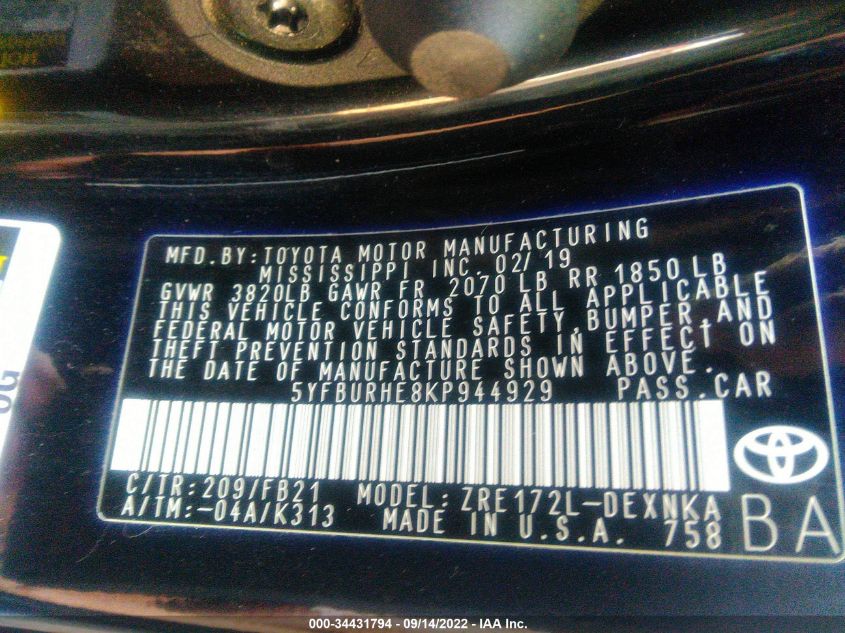 MFD. BY: TOYOTA MOTOR MANUFACTURING
MISSISSIPPI INC. 02/19
GVWR 3820LB GAWR FR 2070 LB RR 1850 LB
THIS VEHICLE CONFORMS TO ALL APPLICABLE
FEDERAL MOTOR VEHICLE SAFETY, BUMPER, AND
THEFT PREVENTION STANDARDS IN EFFECT ON
THE DATE OF MANUFACTURE SHOWN ABOVE.
5YFBURHE8KP944929 PASS. CAR
C/TR: 209/FB21 MODEL: ZRE172L-DEXNKA
A/TM: -04A/K313 MADE IN U.S.A. 758 BA
000-34431794 - 09/14/2022 - IAA Inc.